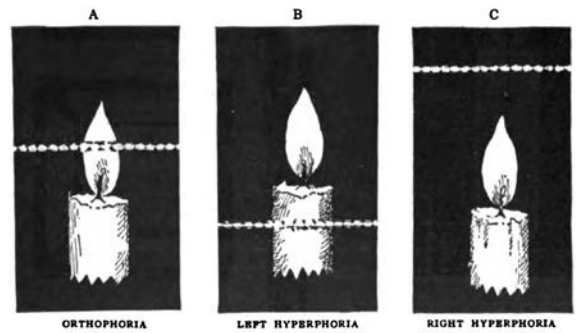 A
B
C
ORTHOPHORIA
LEFT HYPERPHORIA
RIGHT HYPERPHORIA